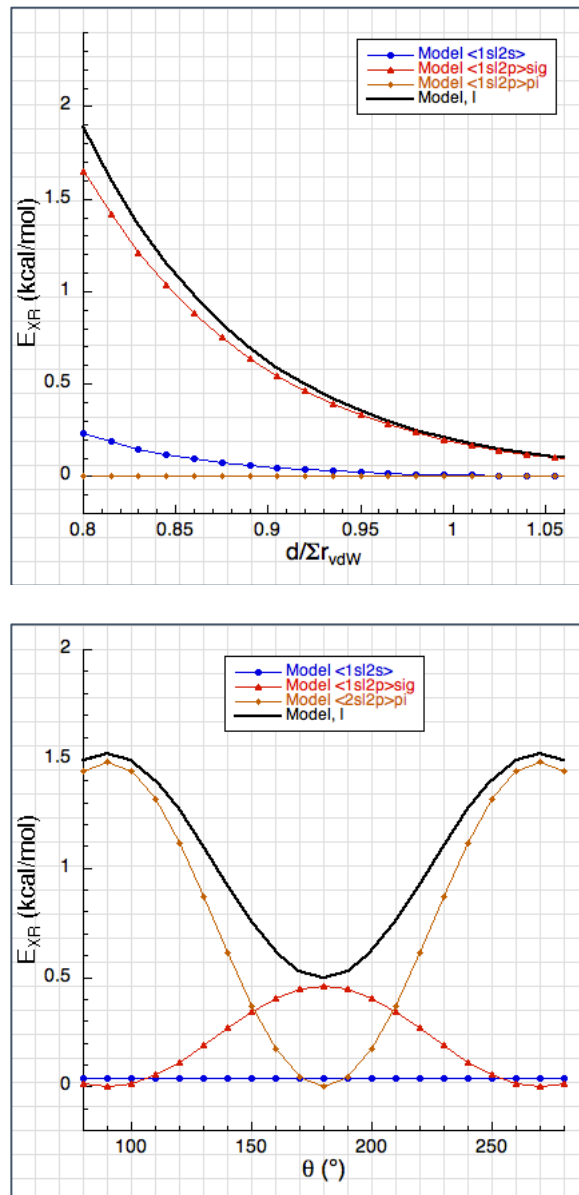 Model <1s|2s>
Model <1s|2p>sig
Model <1s|2p>pi
Model, I
2
1.5
1
0.5
0
E_XR (kcal/mol)
0.8 0.85 0.9 0.95 1 1.05
d/Σr_vdW
Model <1s|2s>
Model <1s|2p>sig
Model <2s|2p>pi
Model, I
2
1.5
1
0.5
0
E_XR (kcal/mol)
100 150 200 250
θ (°)